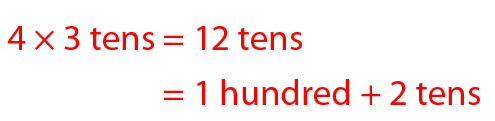 4 × 3 tens = 12 tens
= 1 hundred + 2 tens